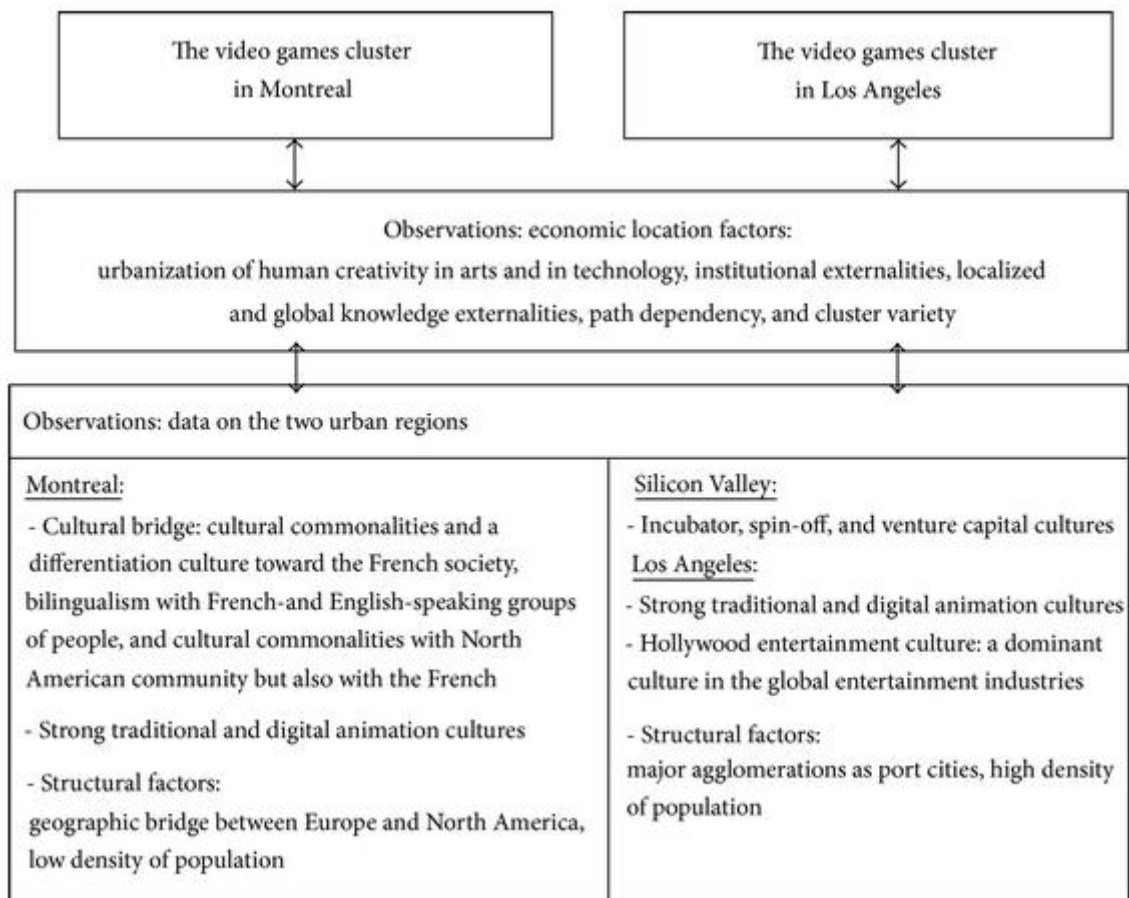 The video games cluster
in Montreal
The video games cluster
in Los Angeles
Observations: economic location factors:
urbanization of human creativity in arts and in technology, institutional externalities, localized
and global knowledge externalities, path dependency, and cluster variety
Observations: data on the two urban regions
Montreal:
- Cultural bridge: cultural commonalities and a
differentiation culture toward the French society,
bilingualism with French-and English-speaking groups
of people, and cultural commonalities with North
American community but also with the French
- Strong traditional and digital animation cultures
- Structural factors:
geographic bridge between Europe and North America,
low density of population
Silicon Valley:
- Incubator, spin-off, and venture capital cultures
Los Angeles:
- Strong traditional and digital animation cultures
- Hollywood entertainment culture: a dominant
culture in the global entertainment industries
- Structural factors:
major agglomerations as port cities, high density
of population